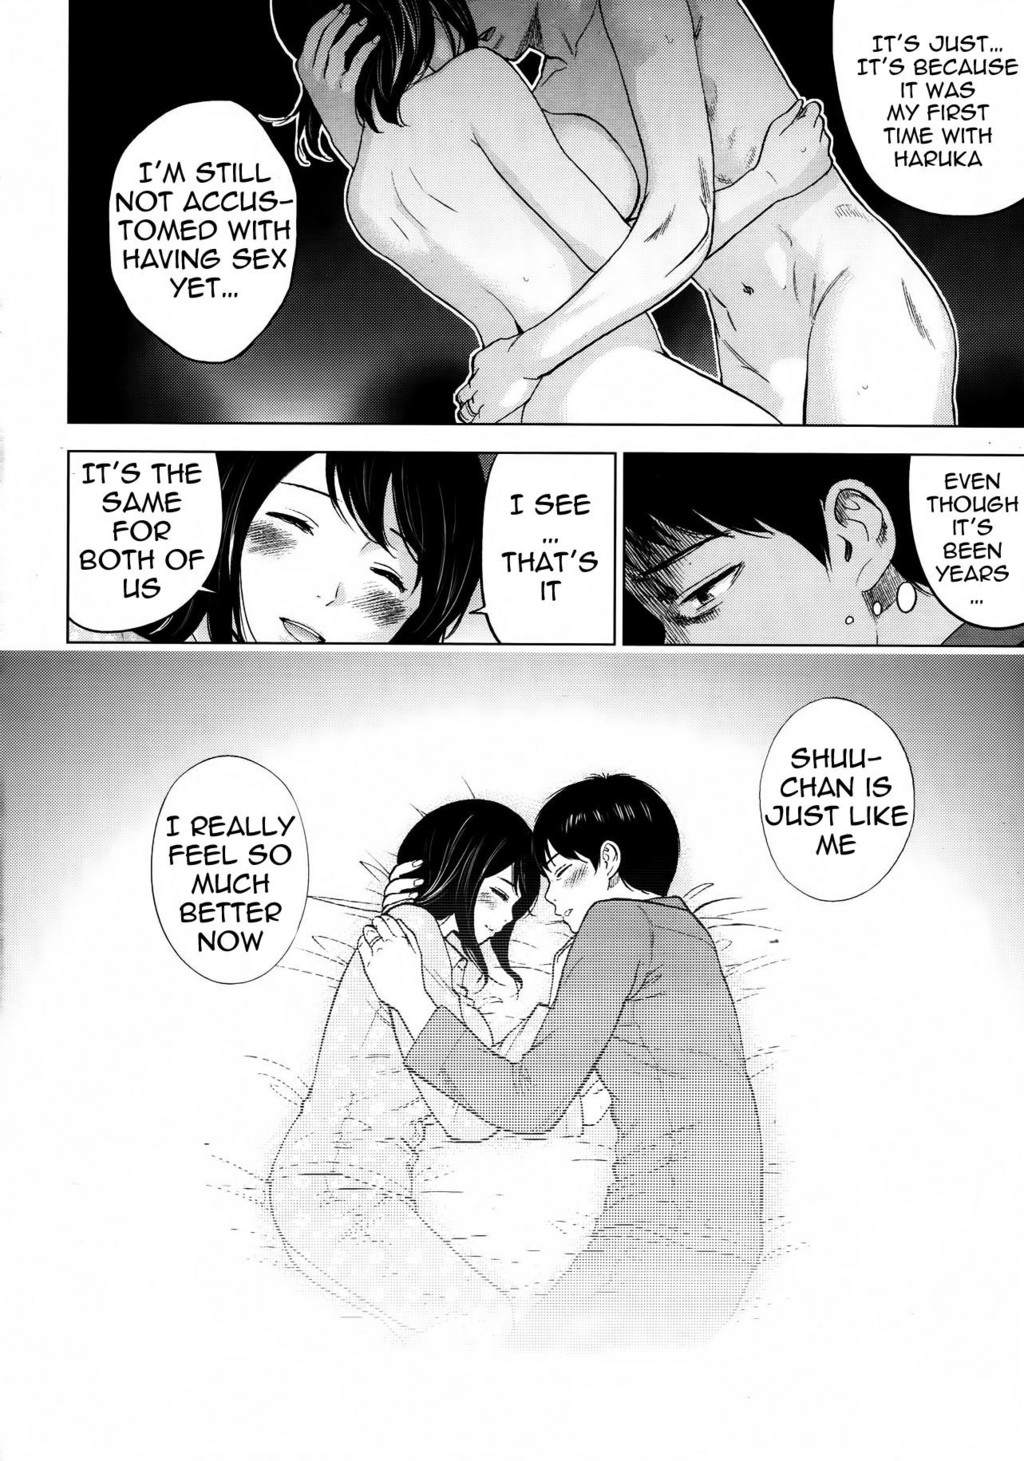 IT'S JUST...
IT'S BECAUSE
IT WAS
MY FIRST
TIME WITH
HARUKA
I'M STILL
NOT ACCUS-
TOMED WITH
HAVING SEX
YET...
EVEN
THOUGH
IT'S
BEEN
YEARS
...
I SEE
...
THAT'S
IT
IT'S THE
SAME
FOR
BOTH OF
US
SHUU-
CHAN IS
JUST LIKE
ME
I REALLY
FEEL SO
MUCH
BETTER
NOW